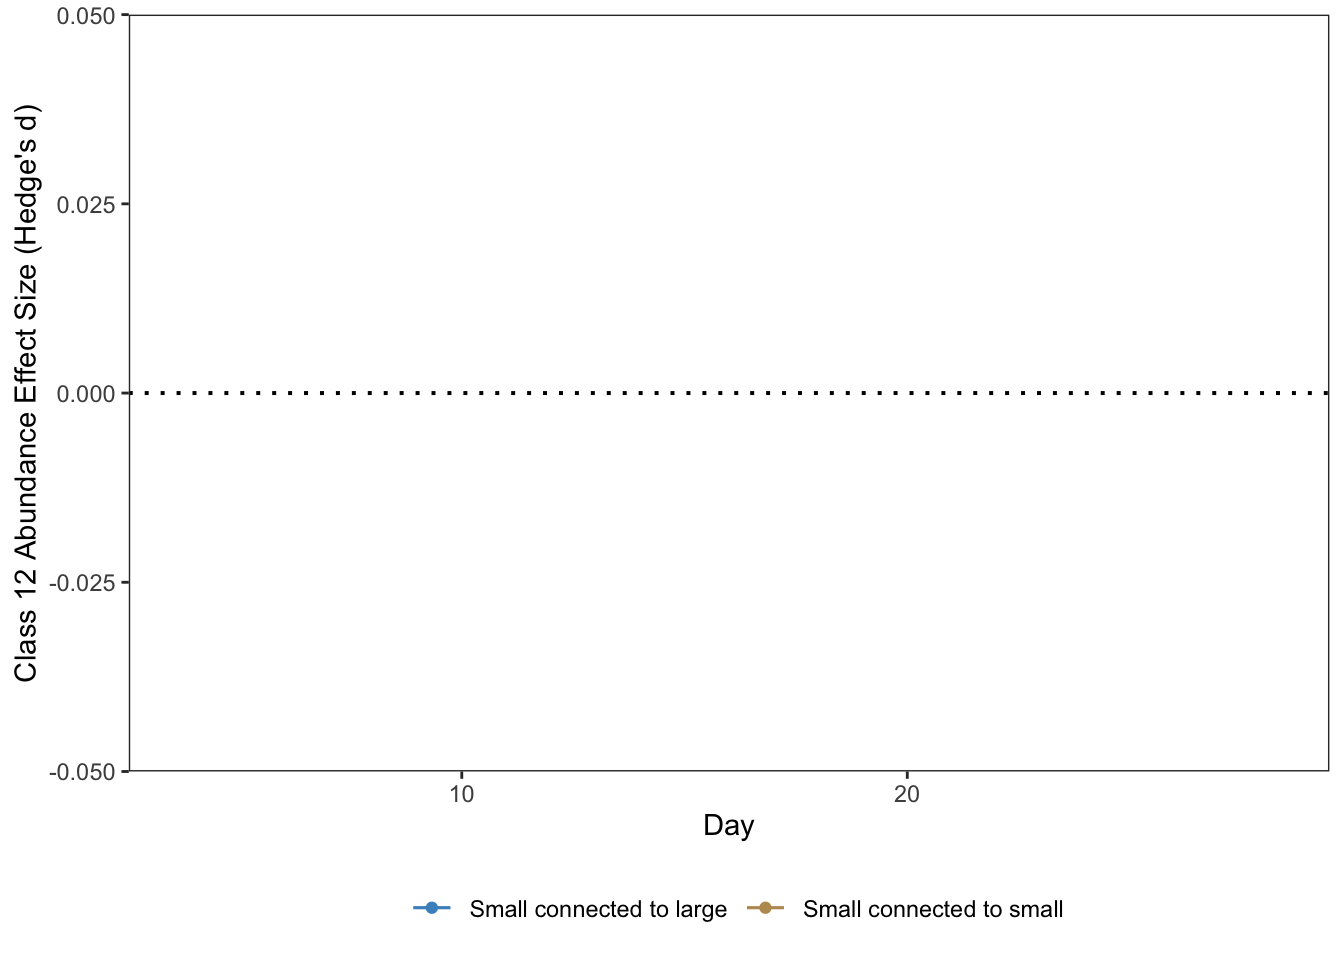 Class 12 Abundance Effect Size (Hedge's d)
0.050
0.025
0.000
-0.025
-0.050
10 20
Day
Small connected to large Small connected to small